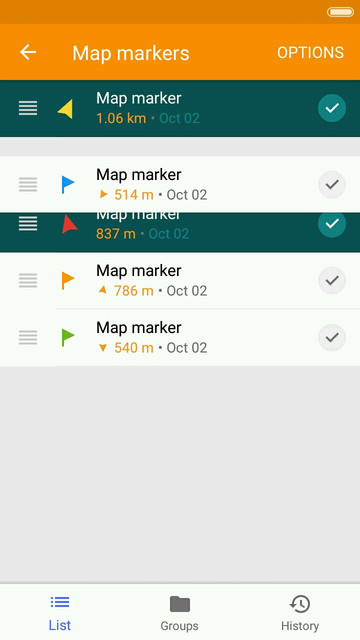 Map markers
OPTIONS
Map marker
1.06 km • Oct 02
Map marker
514 m • Oct 02
Map marker
837 m • Oct 02
Map marker
786 m • Oct 02
Map marker
540 m • Oct 02
List
Groups
History